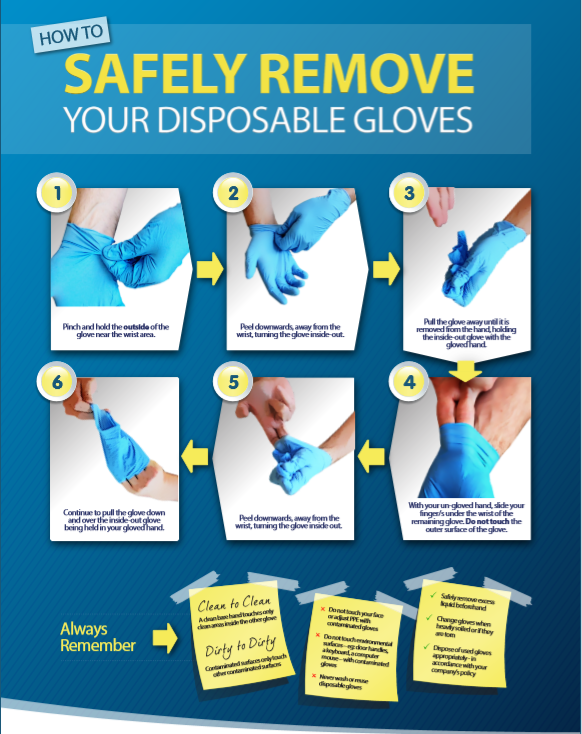 HOW TO
SAFELY REMOVE
YOUR DISPOSABLE GLOVES
1
Pinch and hold the outside of the
glove near the wrist area.
2
Peel downwards, away from the
wrist, turning the glove inside-out.
3
Pull the glove away until it is
removed from the hand, holding
the inside-out glove with the
gloved hand.
4
With your un-gloved hand, slide your
finger/s under the wrist of the
remaining glove. Do not touch the
outer surface of the glove.
5
Peel downwards, away from the
wrist, turning the glove inside out.
6
Continue to pull the glove down
and over the inside-out glove
being held in your gloved hand.
Always
Remember
Clean to Clean
A clean bare hand touches only
clean areas inside the other glove
Dirty to Dirty
Contaminated surfaces only touch
other contaminated surfaces
✗ Do not touch your face
or adjust PPE with
contaminated gloves
✗ Do not touch environmental
surfaces - eg: door handles,
a keyboard, a computer
mouse - with contaminated
gloves
✗ Never wash or reuse
disposable gloves
✓ Safely remove excess
liquid beforehand
✓ Change gloves when
heavily soiled or if they
are torn
✓ Dispose of used gloves
appropriately - in
accordance with your
company's policy